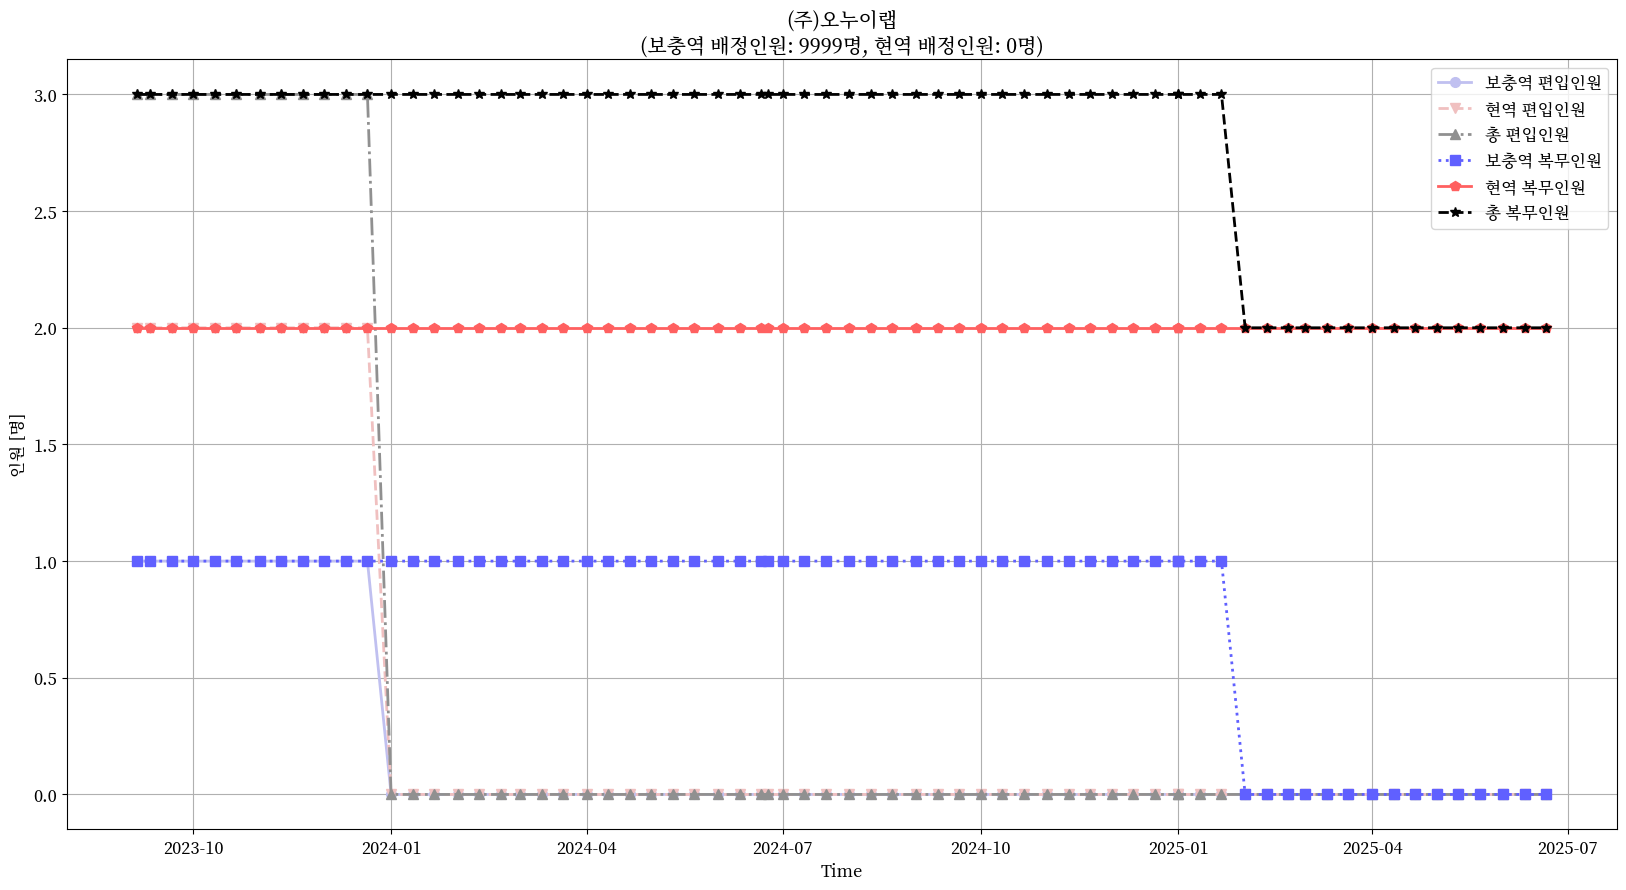 (주)오누이랩
(보충역 배정인원: 9999명, 현역 배정인원: 0명)
보충역 편입인원
현역 편입인원
총 편입인원
보충역 복무인원
현역 복무인원
총 복무인원
인원 [명]
3.0
2.5
2.0
1.5
1.0
0.5
0.0
2023-10 2024-01 2024-04 2024-07 2024-10 2025-01 2025-04 2025-07
Time